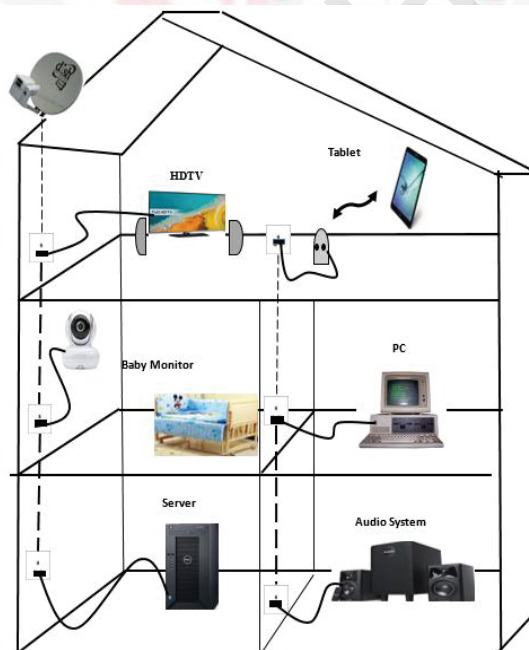 Tablet
HDTV
Baby Monitor
PC
Server
Audio System